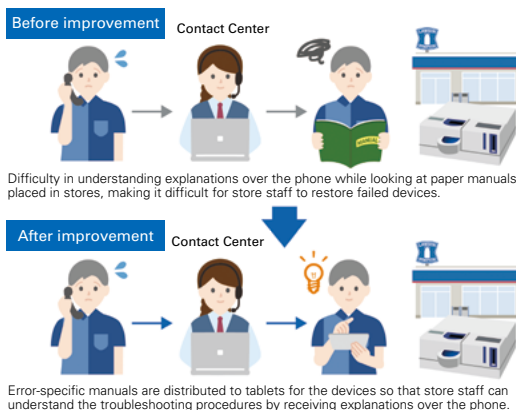 Before improvement
Contact Center
MANUAL
Difficulty in understanding explanations over the phone while looking at paper manuals
placed in stores, making it difficult for store staff to restore failed devices.
After improvement
Contact Center
Error-specific manuals are distributed to tablets for the devices so that store staff can
understand the troubleshooting procedures by receiving explanations over the phone.